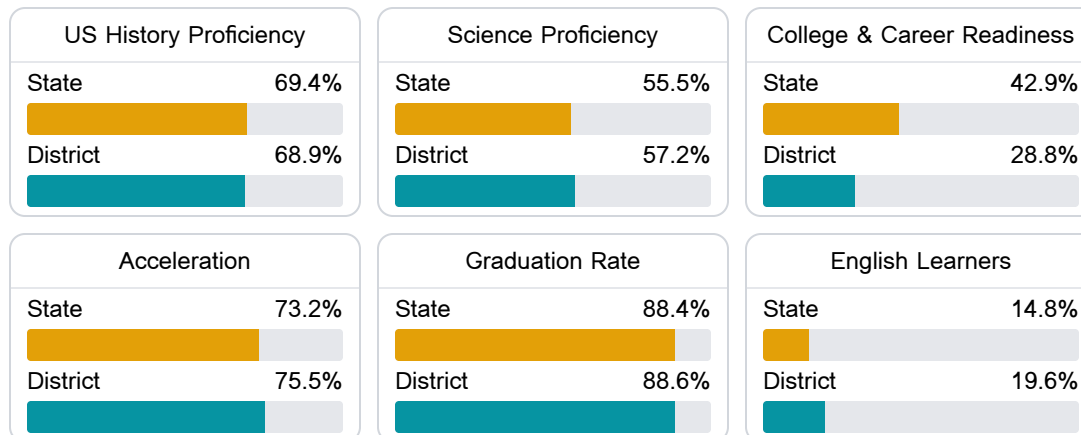 US History Proficiency
State 69.4%
District 68.9%
Science Proficiency
State 55.5%
District 57.2%
College & Career Readiness
State 42.9%
District 28.8%
Acceleration
State 73.2%
District 75.5%
Graduation Rate
State 88.4%
District 88.6%
English Learners
State 14.8%
District 19.6%